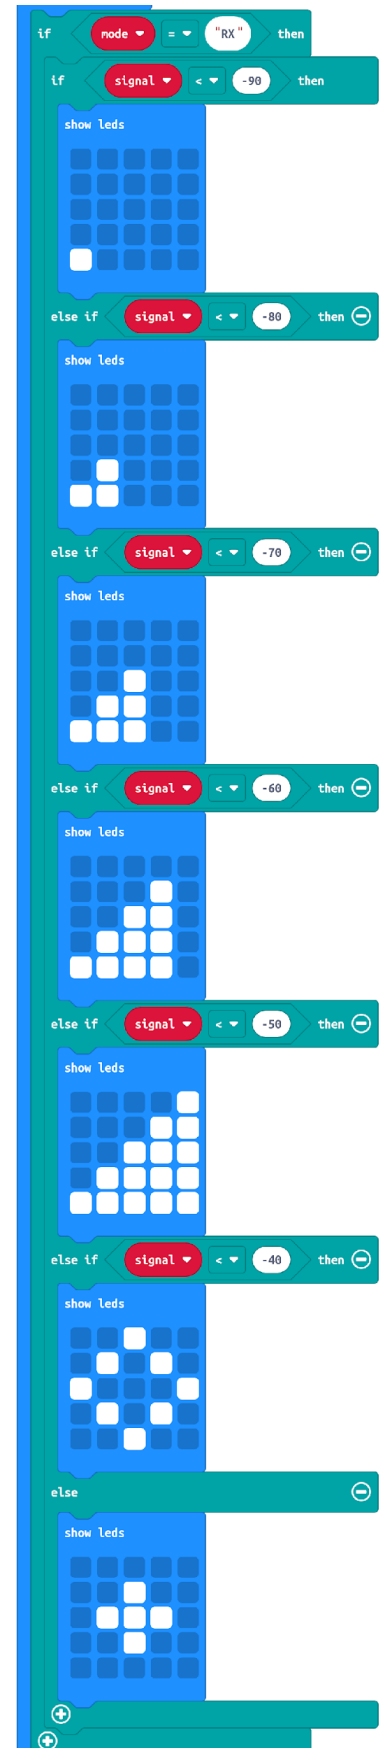 if mode = "RX" then
if signal < -90 then
show leds
else if signal < -80 then
show leds
else if signal < -70 then
show leds
else if signal < -60 then
show leds
else if signal < -50 then
show leds
else if signal < -40 then
show leds
else
show leds